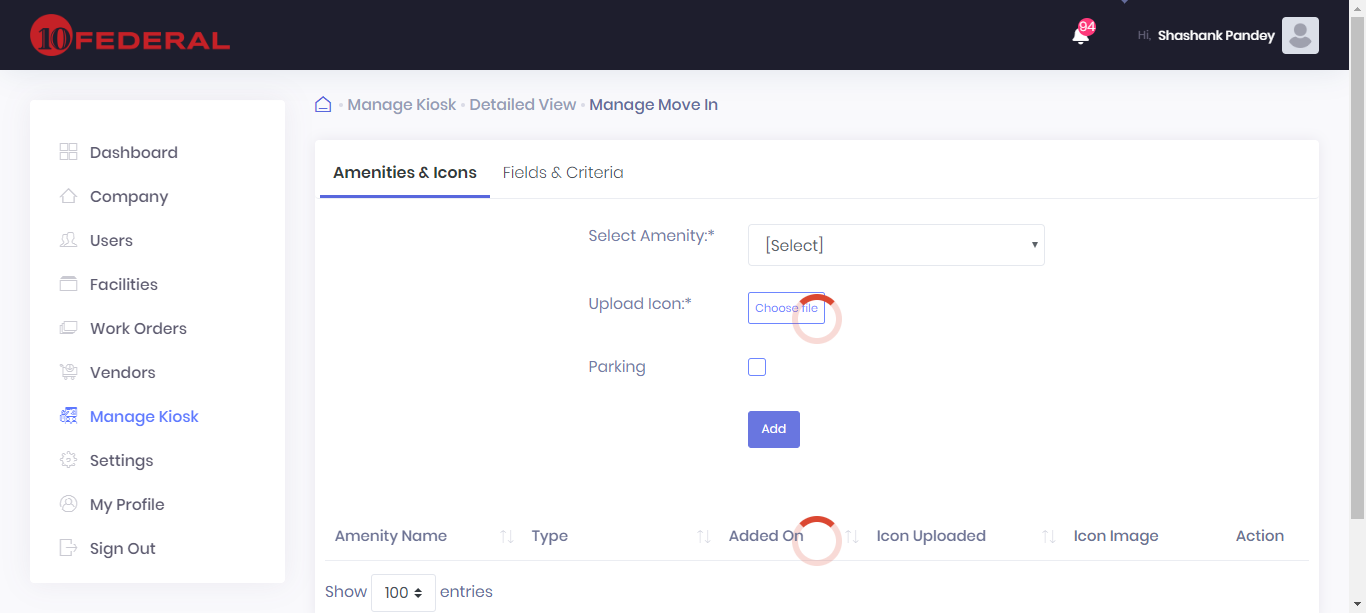 10 FEDERAL
94
Hi, Shashank Pandey
Manage Kiosk • Detailed View • Manage Move In
Dashboard
Company
Users
Facilities
Work Orders
Vendors
Manage Kiosk
Settings
My Profile
Sign Out
Amenities & Icons Fields & Criteria
Select Amenity:* [Select]
Upload Icon:* Choose file
Parking
Add
Amenity Name Type Added On Icon Uploaded Icon Image Action
Show 100 entries